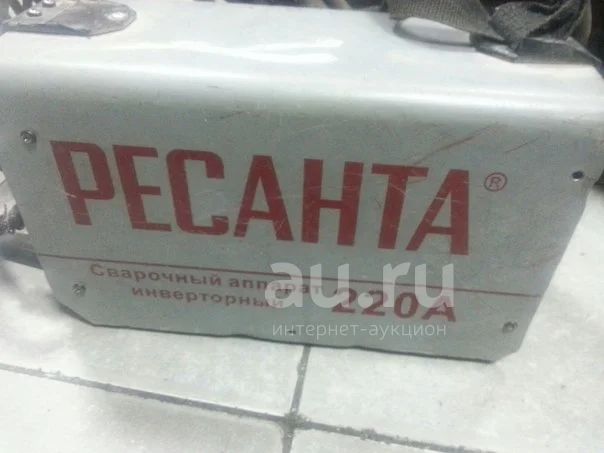 РЕСАНТА®
Сварочный аппарат
инверторный 220А
au.ru
интернет-аукцион